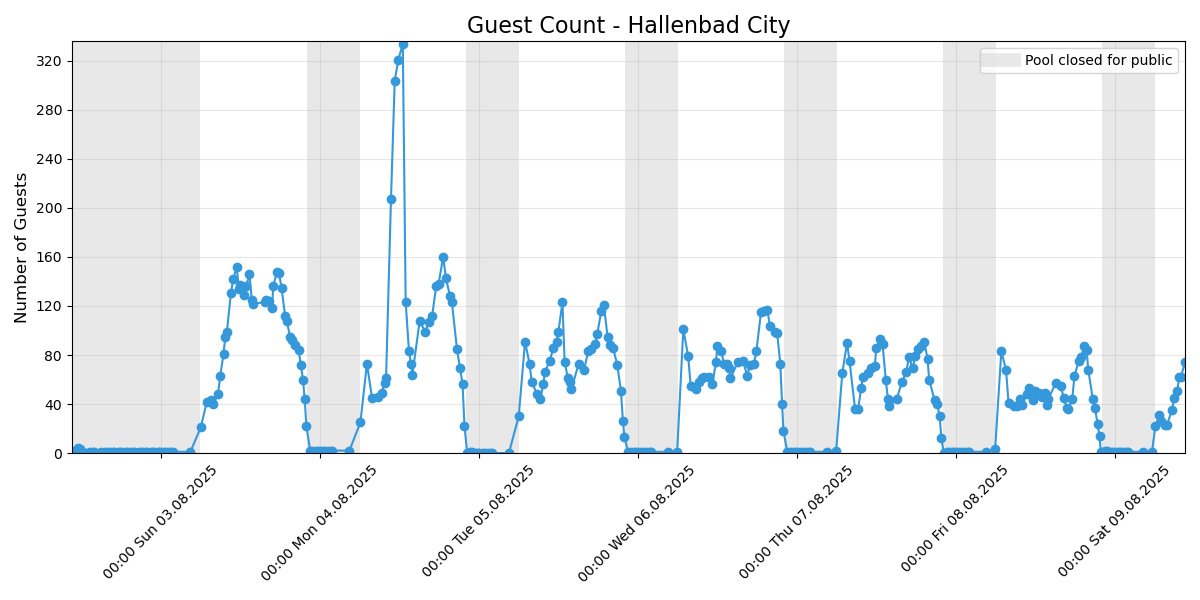 Guest Count - Hallenbad City
Pool closed for public
Number of Guests
320
280
240
200
160
120
80
40
0
00:00 Sun 03.08.2025
00:00 Mon 04.08.2025
00:00 Tue 05.08.2025
00:00 Wed 06.08.2025
00:00 Thu 07.08.2025
00:00 Fri 08.08.2025
00:00 Sat 09.08.2025